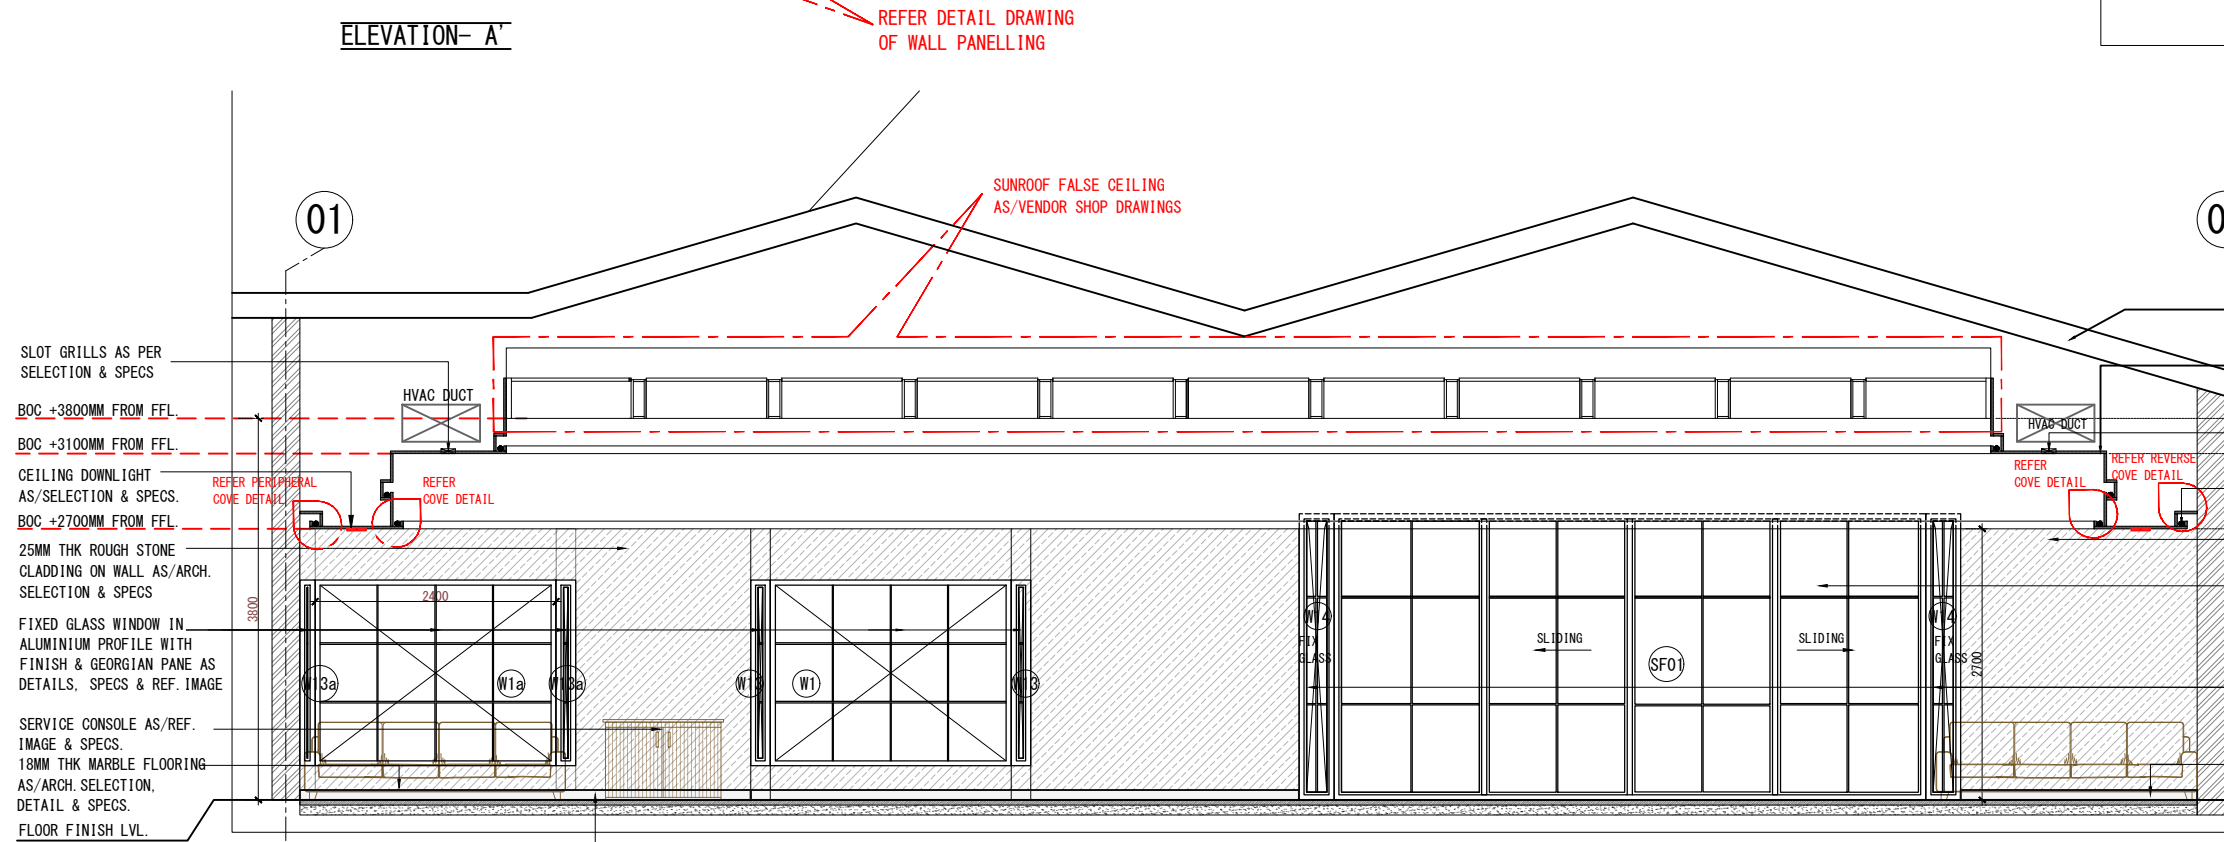 ELEVATION- A'
REFER DETAIL DRAWING
OF WALL PANELLING
SUNROOF FALSE CEILING
AS/VENDOR SHOP DRAWINGS
01
SLOT GRILLS AS PER
SELECTION & SPECS
HVAC DUCT
HVAC DUCT
BOC +3800MM FROM FFL.
BOC +3100MM FROM FFL.
CEILING DOWNLIGHT
AS/SELECTION & SPECS.
REFER PERIPHERAL
COVE DETAIL
REFER
COVE DETAIL
REFER
COVE DETAIL
REFER REVERSE
COVE DETAIL
BOC +2700MM FROM FFL.
25MM THK ROUGH STONE
CLADDING ON WALL AS/ARCH.
SELECTION & SPECS
3800
2400
FIXED GLASS WINDOW IN
ALUMINIUM PROFILE WITH
FINISH & GEORGIAN PANE AS
DETAILS, SPECS & REF. IMAGE
W13a
W1a
W13a
W13
W1
W13
W14
FIX
GLASS
SLIDING
SF01
SLIDING
W14
FIX
GLASS
2700
SERVICE CONSOLE AS/REF.
IMAGE & SPECS.
18MM THK MARBLE FLOORING
AS/ARCH. SELECTION,
DETAIL & SPECS.
FLOOR FINISH LVL.